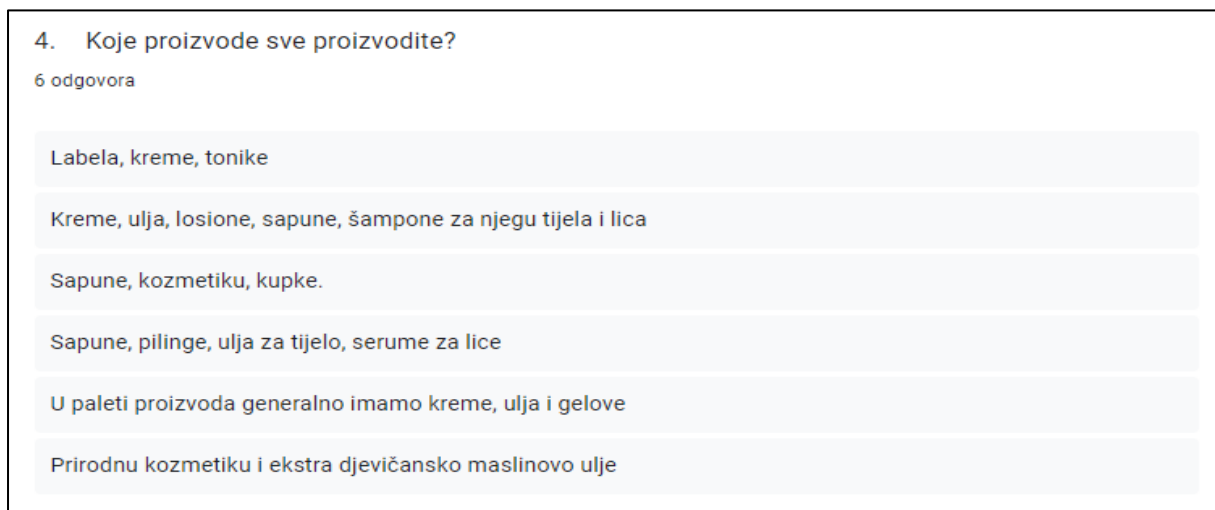 4. Koje proizvode sve proizvodite?
6 odgovora
Labela, kreme, tonike
Kreme, ulja, losione, sapune, šampone za njegu tijela i lica
Sapune, kozmetiku, kupke.
Sapune, pilinge, ulja za tijelo, serume za lice
U paleti proizvoda generalno imamo kreme, ulja i gelove
Prirodnu kozmetiku i ekstra djevičansko maslinovo ulje